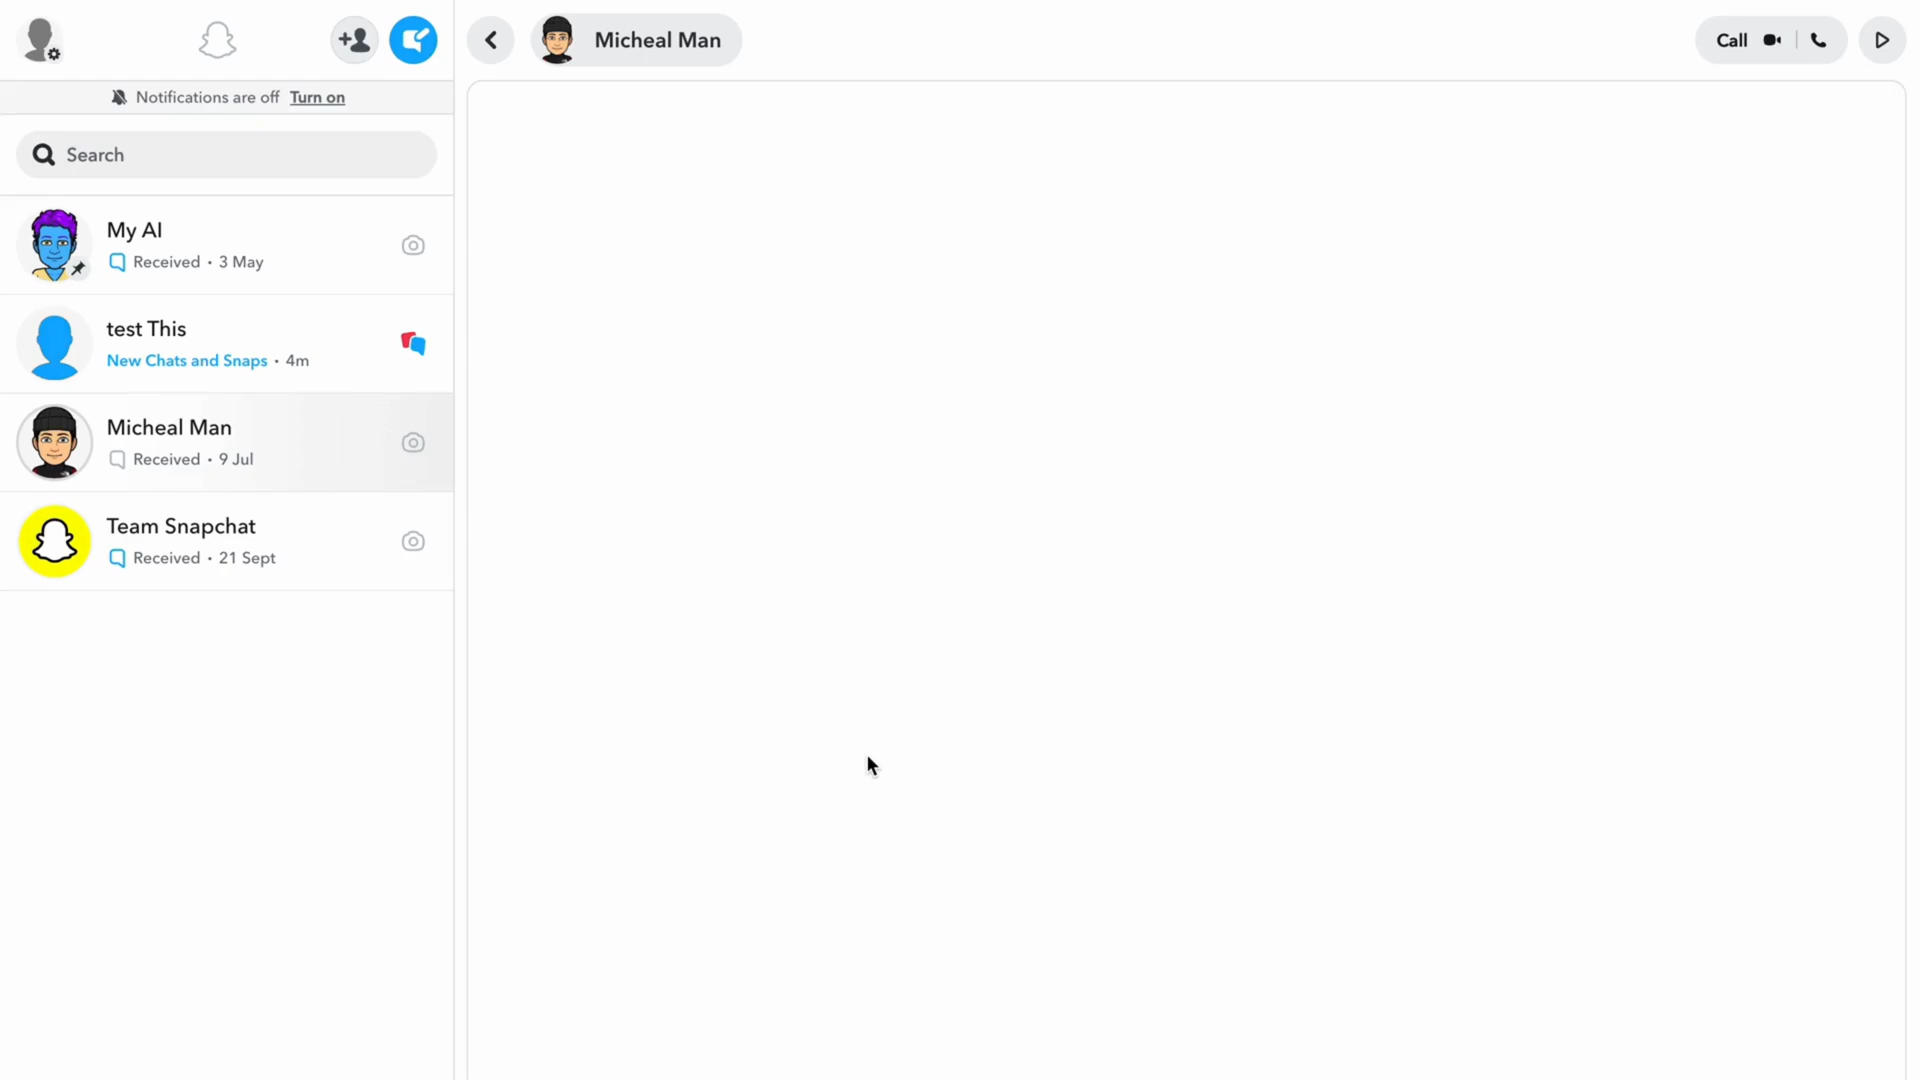 Micheal Man
Call
Notifications are off Turn on
Search
My AI
Received · 3 May
test This
New Chats and Snaps · 4m
Micheal Man
Received · 9 Jul
Team Snapchat
Received · 21 Sept